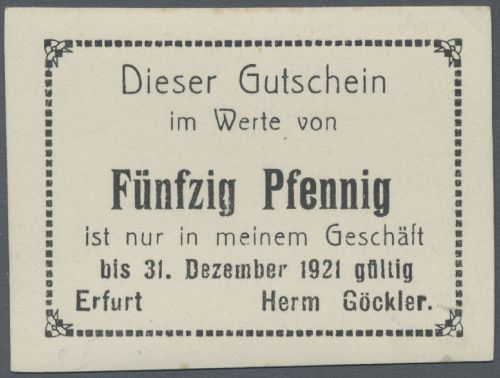 Dieser Gutschein
im Werte von
Fünfzig Pfennig
ist nur in meinem Geschäft
bis 31. Dezember 1921 gültig
Erfurt Herm Göckler.